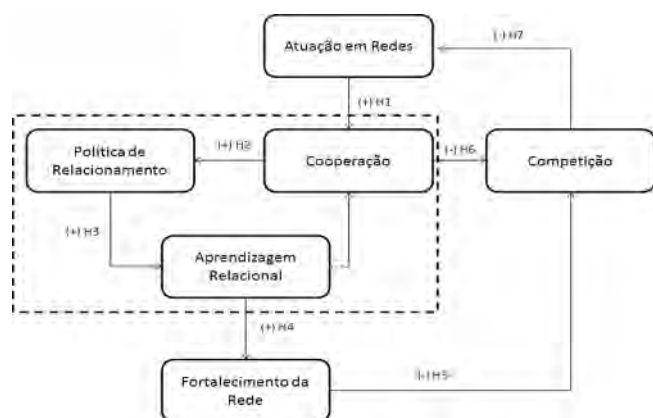 Atuação em Redes
(-) H7
(+) H1
Política de
Relacionamento
(+) H2
Cooperação
(-) H6
Competição
(+) H3
Aprendizagem
Relacional
(+) H4
Fortalecimento da
Rede
(-) H5